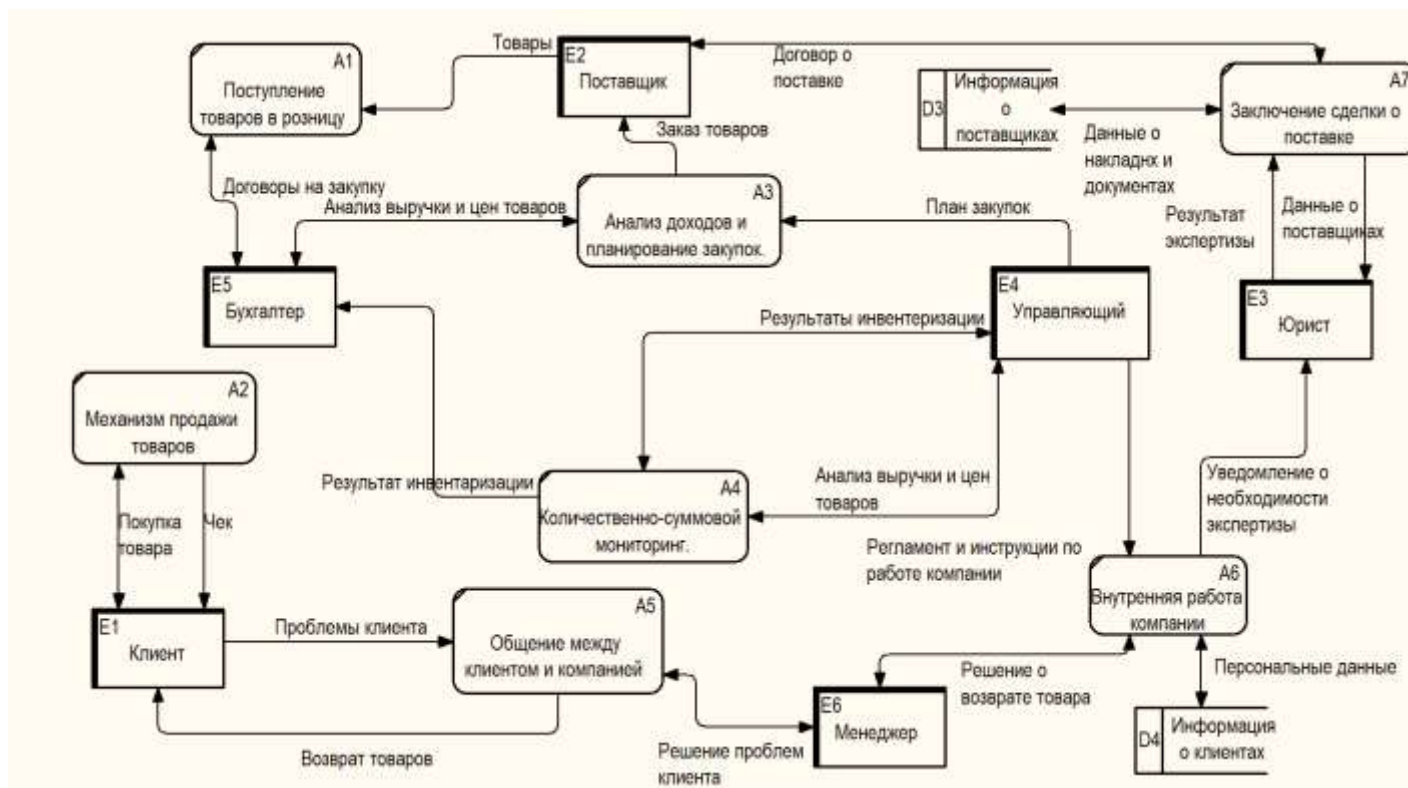 Товары
E2
Поставщик
Договор о
поставке
A1
Поступление
товаров в розницу
D3
Информация
о
поставщиках
A7
Заключение сделки о
поставке
Заказ товаров
Данные о
накладнх и
документах
Договоры на закупку
Анализ выручки и цен товаров
A3
Анализ доходов и
планирование закупок.
План закупок
Результат
экспертизы
Данные о
поставщиках
E5
Бухгалтер
E4
Управляющий
E3
Юрист
Результаты инвентеризации
A2
Механизм продажи
товаров
Результат инвентаризации
A4
Количественно-суммовой
мониторинг.
Анализ выручки и цен
товаров
Уведомление о
необходимости
экспертизы
Покупка
товара
Чек
Регламент и инструкции по
работе компании
A6
Внутренняя работа
компании
E1
Клиент
Проблемы клиента
A5
Общение между
клиентом и компанией
Решение о
возврате товара
Персональные данные
E6
Менеджер
D4
Информация
о клиентах
Возврат товаров
Решение проблем
клиента